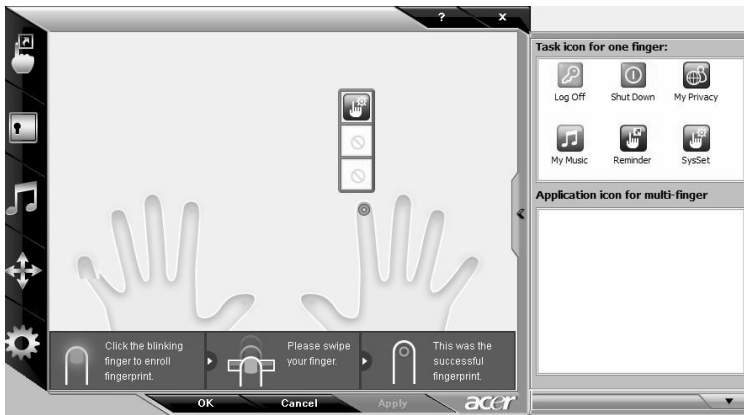 ? x
Task icon for one finger:
Log Off Shut Down My Privacy
My Music Reminder SysSet
Application icon for multi-finger
Click the blinking
finger to enroll
fingerprint.
Please swipe
your finger.
This was the
successful
fingerprint.
OK Cancel Apply acer